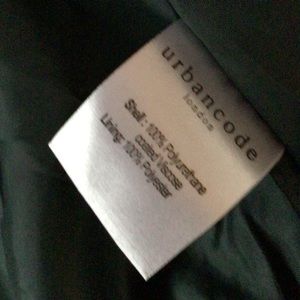 urbancode
london
Shell : 100% Polyurethane
coated Viscose
Lining: 100% Polyester